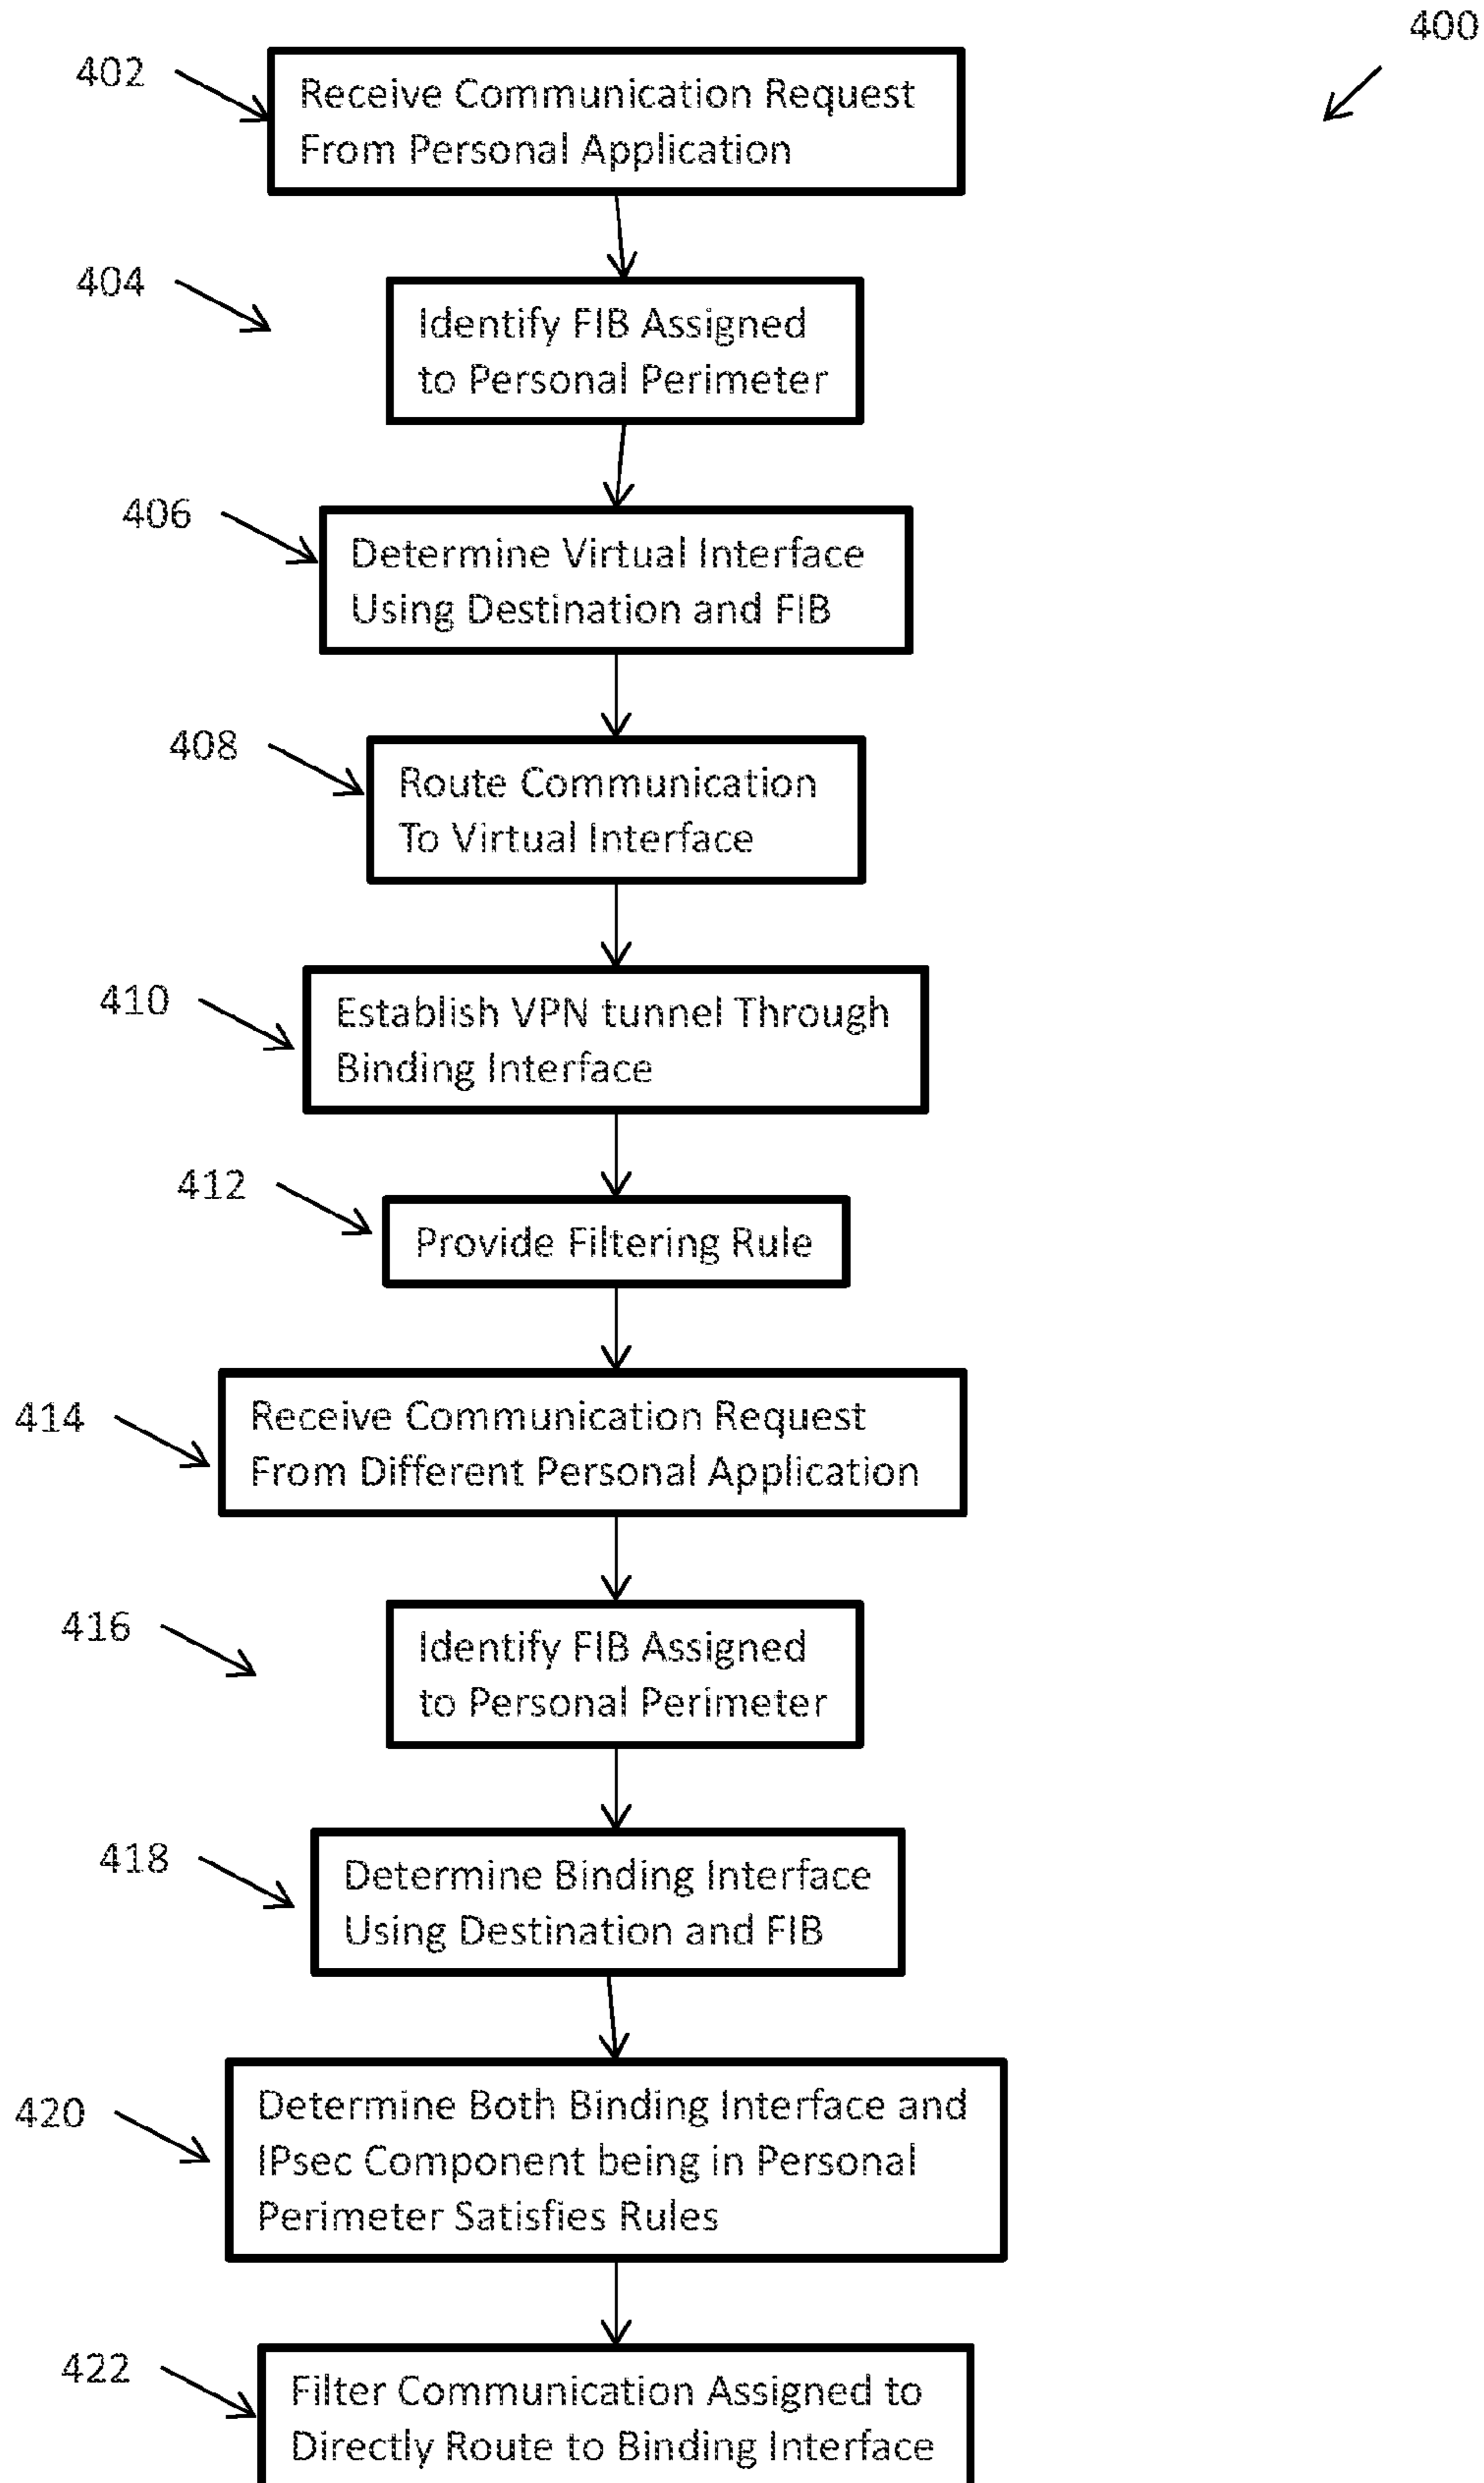 400
402
Receive Communication Request
From Personal Application
404
Identify FIB Assigned
to Personal Perimeter
406
Determine Virtual Interface
Using Destination and FIB
408
Route Communication
To Virtual Interface
410
Establish VPN tunnel Through
Binding Interface
412
Provide Filtering Rule
414
Receive Communication Request
From Different Personal Application
416
Identify FIB Assigned
to Personal Perimeter
418
Determine Binding Interface
Using Destination and FIB
420
Determine Both Binding Interface and
IPsec Component being in Personal
Perimeter Satisfies Rules
422
Filter Communication Assigned to
Directly Route to Binding Interface